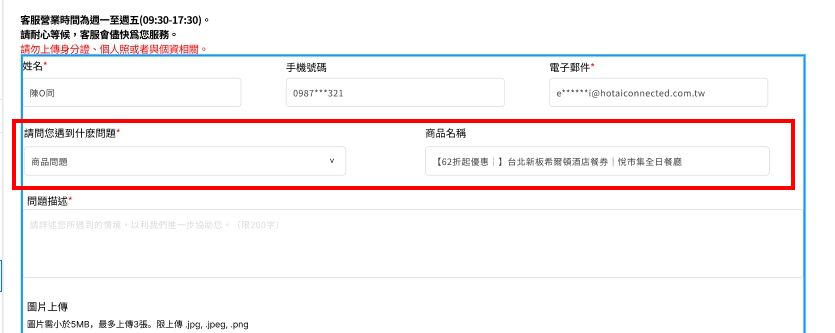 客服營業時間為週一至週五(09:30-17:30)。
請耐心等候，客服會儘快為您服務。
請勿上傳身分證、個人照或者與個資相關。
姓名* 手機號碼 電子郵件*
陳O同 0987***321 e******i@hotaiconnected.com.tw
請問您遇到什麼問題* 商品名稱
商品問題 【62折起優惠｜】台北新板希爾頓酒店餐券｜悅市集全日餐廳
問題描述*
請詳述您所遇到的情境，以利我們進一步協助您。（限200字）
圖片上傳
圖片需小於5MB，最多上傳3張。限上傳 .jpg, .jpeg, .png